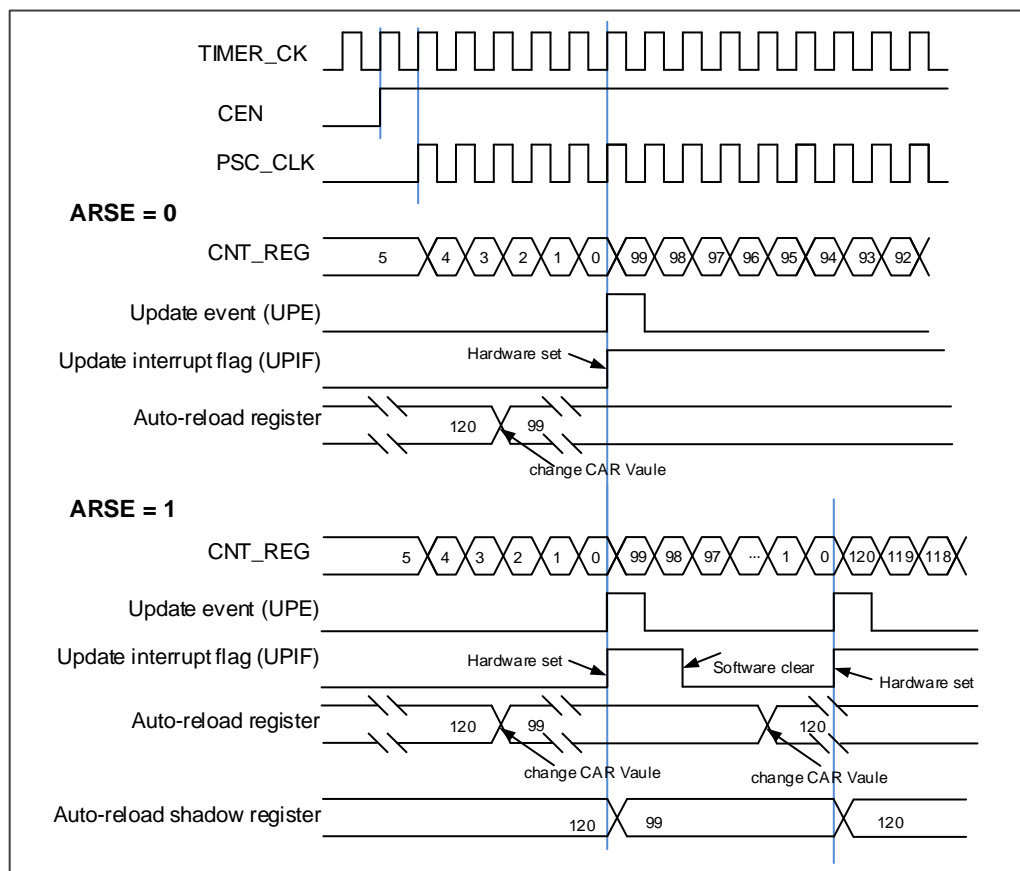 TIMER_CK
CEN
PSC_CLK
ARSE = 0
CNT_REG 5 4 3 2 1 0 99 98 97 96 95 94 93 92
Update event (UPE)
Update interrupt flag (UPIF) Hardware set
Auto-reload register 120 99
change CAR Vaule
ARSE = 1
CNT_REG 5 4 3 2 1 0 99 98 97 ... 1 0 120 119 118
Update event (UPE)
Update interrupt flag (UPIF) Hardware set Software clear Hardware set
Auto-reload register 120 99 120
change CAR Vaule change CAR Vaule
Auto-reload shadow register 120 99 120